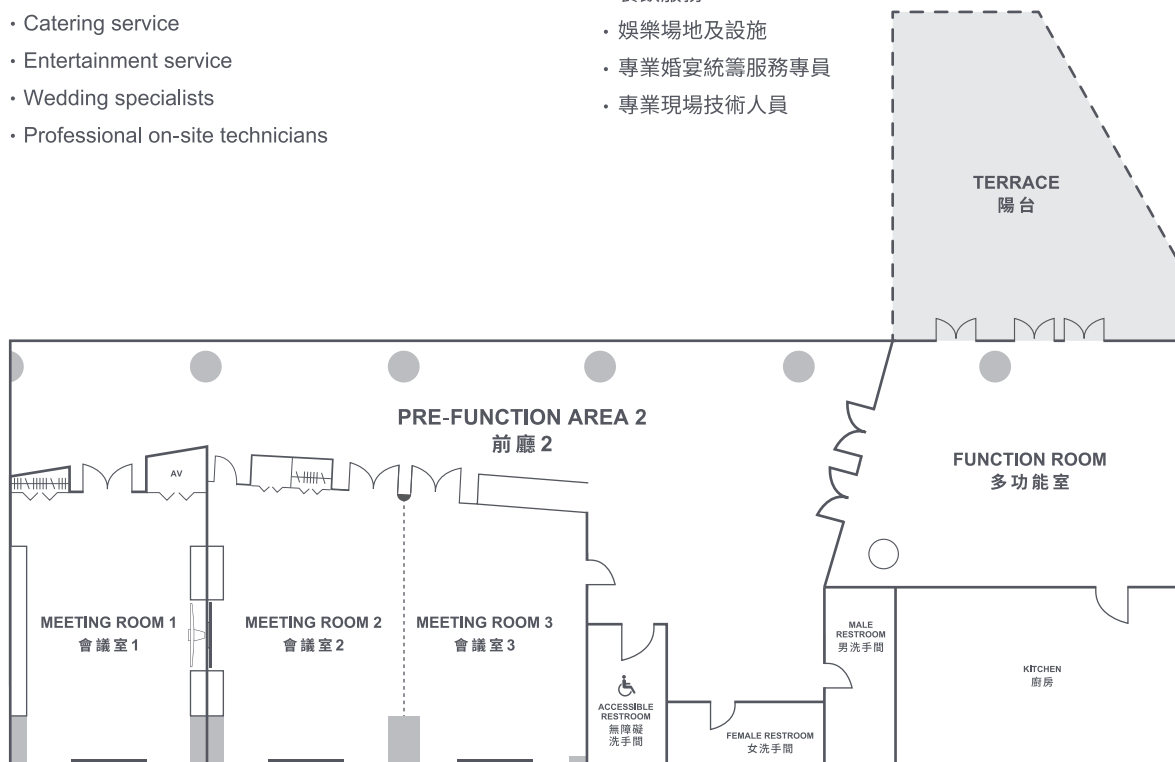 · Catering service
· Entertainment service
· Wedding specialists
· Professional on-site technicians
· 娛樂場地及設施
· 專業婚宴統籌服務專員
· 專業現場技術人員
TERRACE
陽台
PRE-FUNCTION AREA 2
前廳 2
AV
FUNCTION ROOM
多功能室
MEETING ROOM 1
會議室 1
MEETING ROOM 2
會議室 2
MEETING ROOM 3
會議室 3
MALE
RESTROOM
男洗手間
KITCHEN
廚房
ACCESSIBLE
RESTROOM
無障礙
洗手間
FEMALE RESTROOM
女洗手間